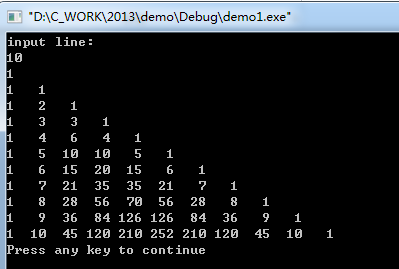 "D:\C_WORK\2013\demo\Debug\demo1.exe"
input line:
10
1
1 1
1 2 1
1 3 3 1
1 4 6 4 1
1 5 10 10 5 1
1 6 15 20 15 6 1
1 7 21 35 35 21 7 1
1 8 28 56 70 56 28 8 1
1 9 36 84 126 126 84 36 9 1
1 10 45 120 210 252 210 120 45 10 1
Press any key to continue